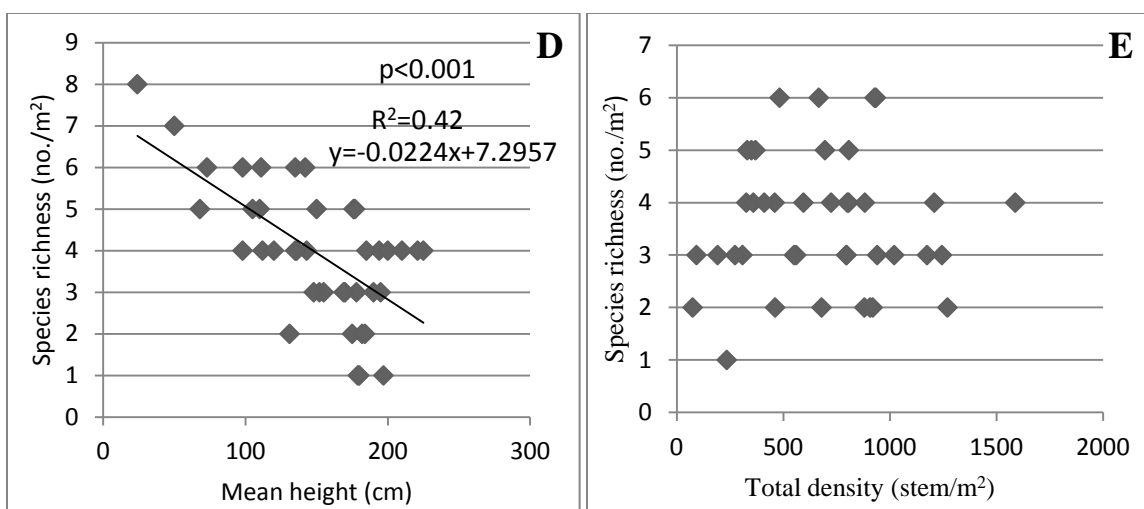 D
p<0.001
R²=0.42
y=-0.0224x+7.2957
Species richness (no./m²)
9
8
7
6
5
4
3
2
1
0
0 100 200 300
Mean height (cm)
E
Species richness (no./m²)
7
6
5
4
3
2
1
0
0 500 1000 1500 2000
Total density (stem/m²)